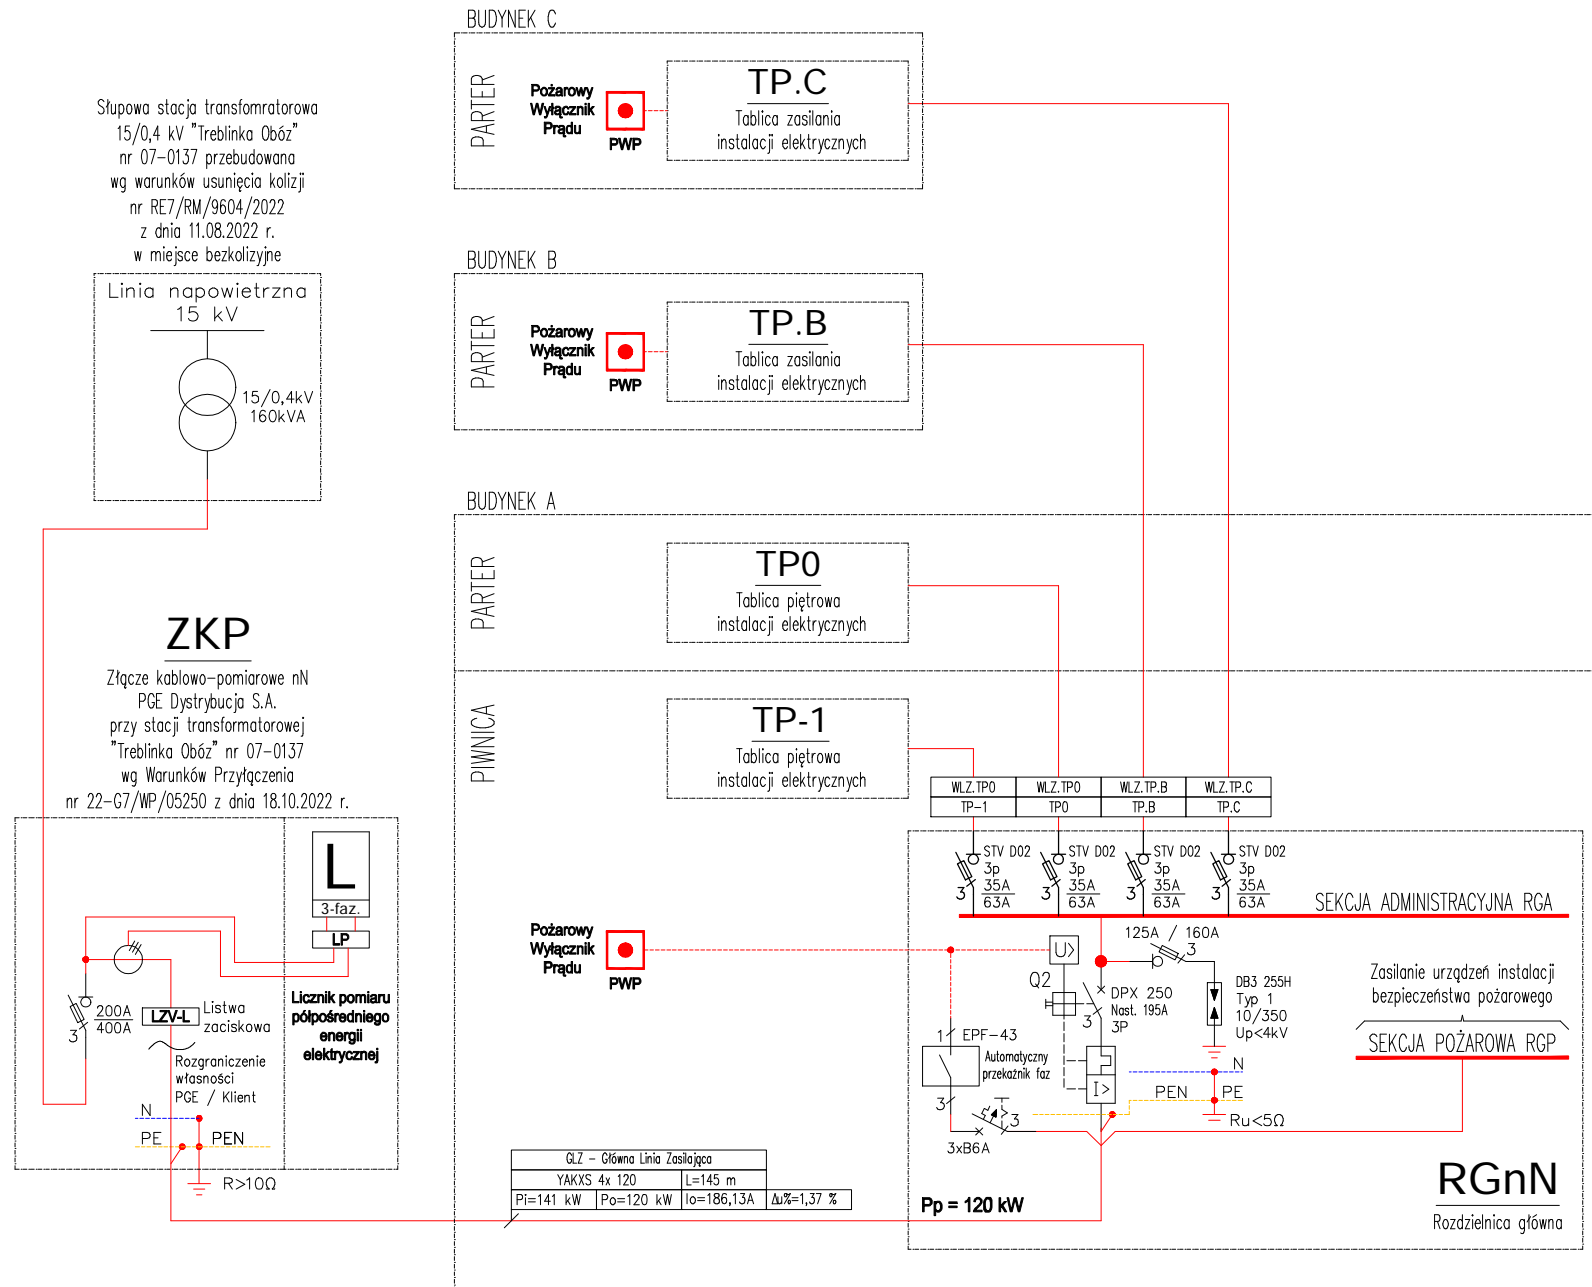 BUDYNEK C
PARTER
Pożarowy
Wyłącznik
Prądu
PWP
TP.C
Tablica zasilania
instalacji elektrycznych
Słupowa stacja transfomratorowa
15/0,4 kV "Treblinka Obóz"
nr 07-0137 przebudowana
wg warunków usunięcia kolizji
nr RE7/RM/9604/2022
z dnia 11.08.2022 r.
w miejsce bezkolizyjne
Linia napowietrzna
15 kV
15/0,4kV
160kVA
BUDYNEK B
PARTER
Pożarowy
Wyłącznik
Prądu
PWP
TP.B
Tablica zasilania
instalacji elektrycznych
BUDYNEK A
PARTER
TP0
Tablica piętrowa
instalacji elektrycznych
PIWNICA
TP-1
Tablica piętrowa
instalacji elektrycznych
ZKP
Złącze kablowo-pomiarowe nN
PGE Dystrybucja S.A.
przy stacji transformatorowej
"Treblinka Obóz" nr 07-0137
wg Warunków Przyłączenia
nr 22-G7/WP/05250 z dnia 18.10.2022 r.
L
3-faz.
LP
Licznik pomiaru
półpośredniego
energii
elektrycznej
200A
400A
3
LZV-L
Listwa
zaciskowa
Rozgraniczenie
własności
PGE / Klient
N
PE
PEN
R>10Ω
WLZ.TP0 WLZ.TP0 WLZ.TP.B WLZ.TP.C
TP-1 TP0 TP.B TP.C
STV D02 STV D02 STV D02 STV D02
3p 3p 3p 3p
35A 35A 35A 35A
3 3 3 3
63A 63A 63A 63A
SEKCJA ADMINISTRACYJNA RGA
Pożarowy
Wyłącznik
Prądu
PWP
U>
Q2
125A / 160A
3
DPX 250
Nast. 195A
3P
3
DB3 255H
Typ 1
10/350
Up<4kV
Zasilanie urządzeń instalacji
bezpieczeństwa pożarowego
SEKCJA POŻAROWA RGP
1
EPF-43
Automatyczny
przekaźnik faz
3
3
3xB6A
I>
N
PEN
PE
Ru<5Ω
GLZ - Główna Linia Zasilająca
YAKXS 4x 120 L=145 m
Pi=141 kW Po=120 kW Io=186,13A Δu%=1,37 %
Pp = 120 kW
RGnN
Rozdzielnica główna